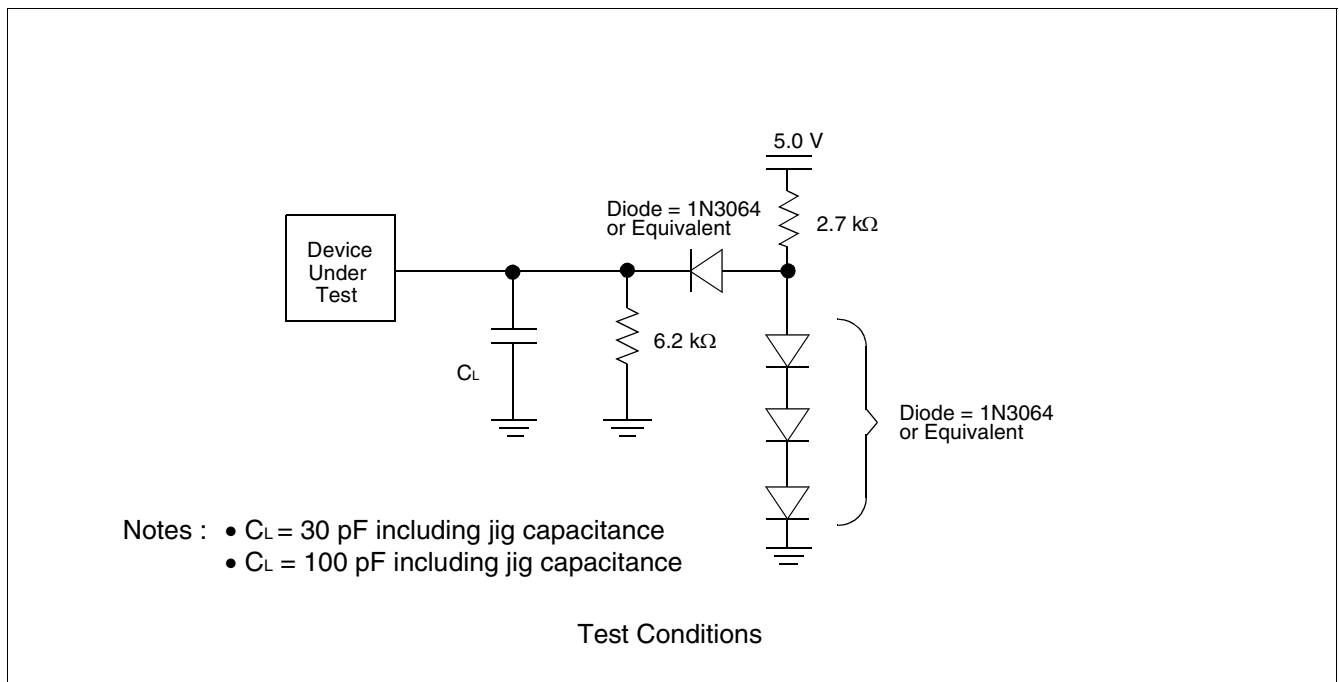 5.0 V
Diode = 1N3064
or Equivalent
2.7 kΩ
Device
Under
Test
6.2 kΩ
CL
Diode = 1N3064
or Equivalent
Notes : • CL = 30 pF including jig capacitance
• CL = 100 pF including jig capacitance
Test Conditions